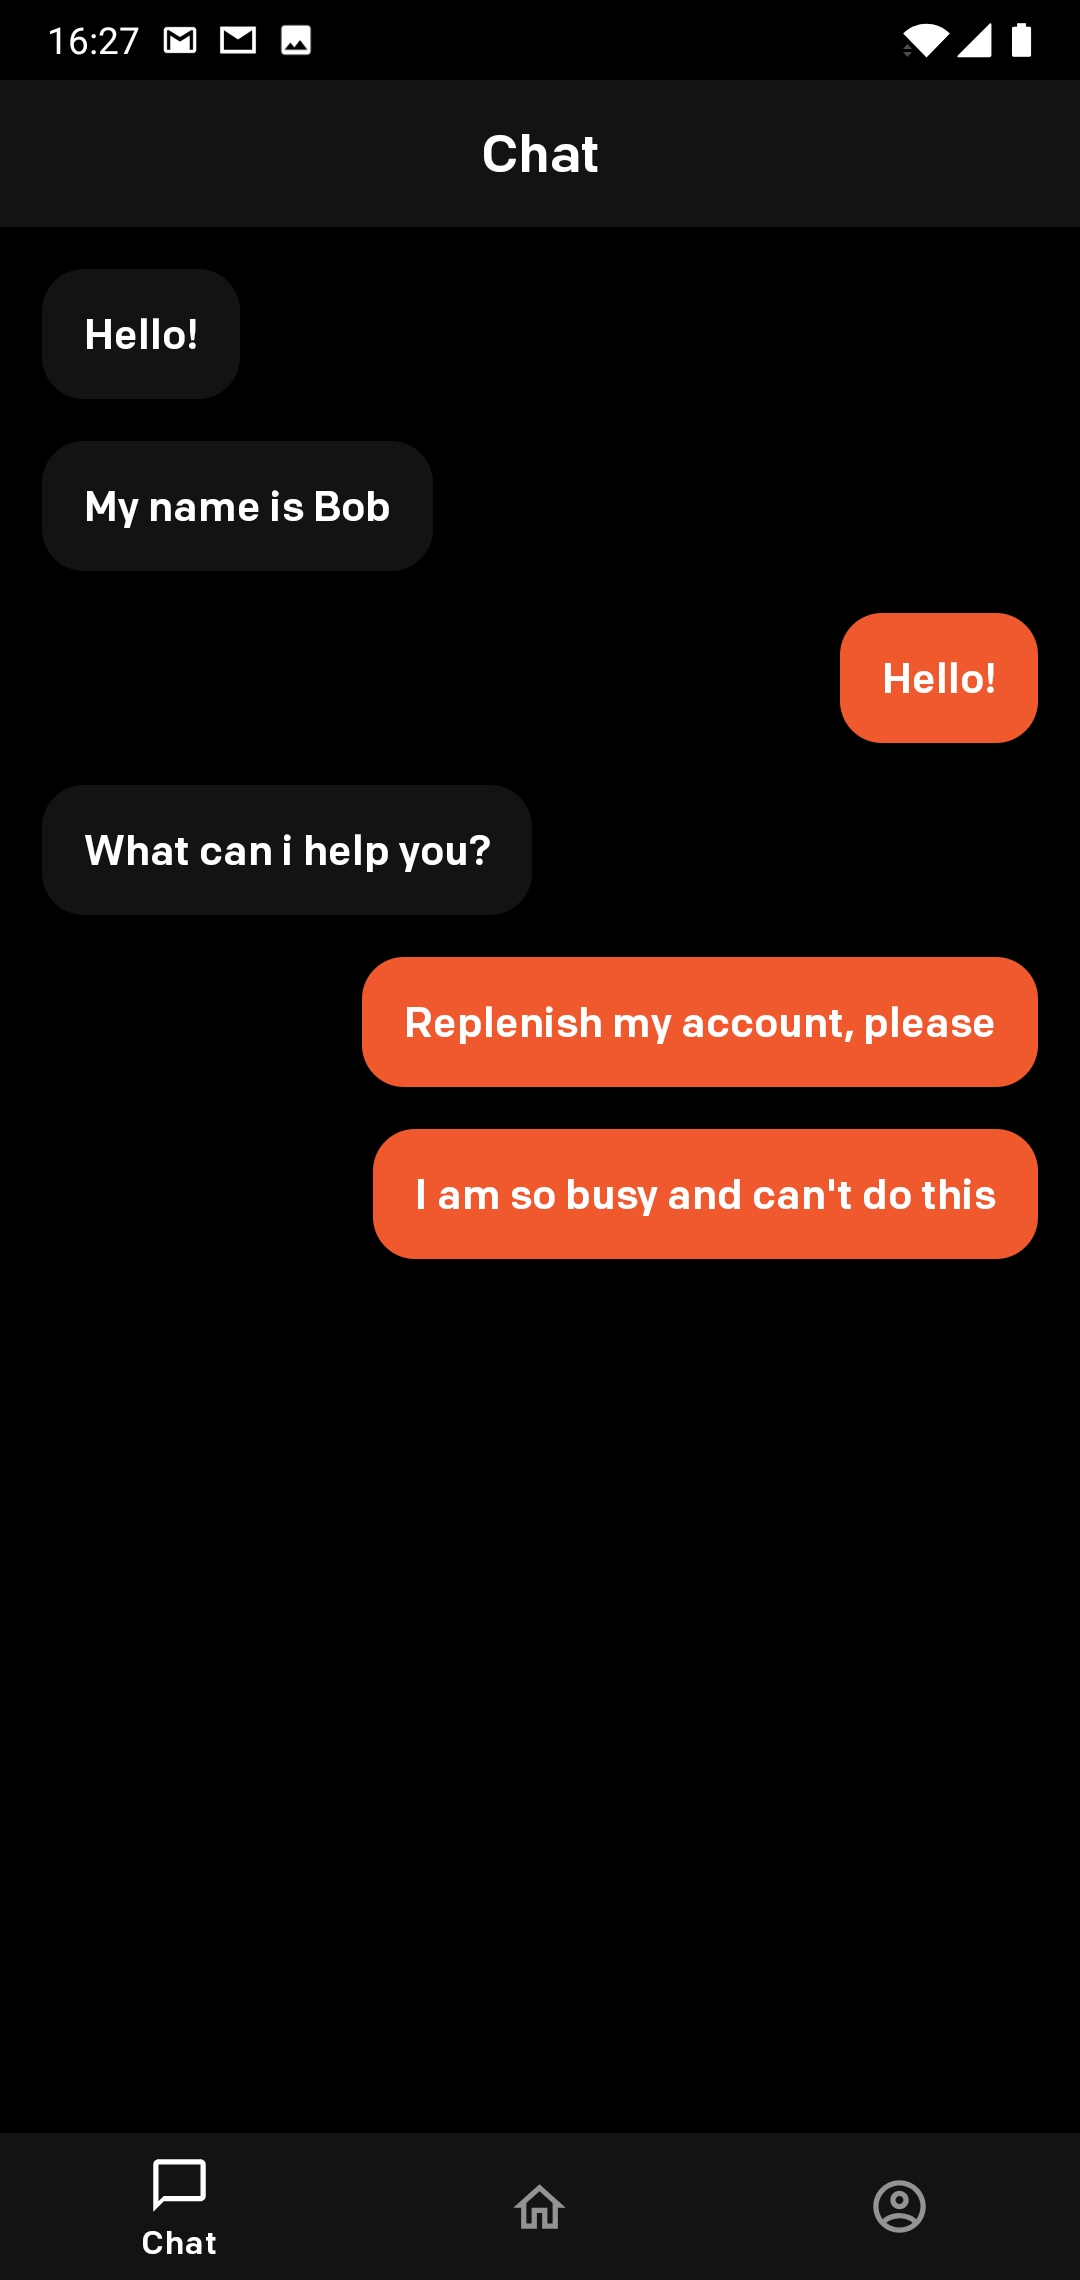 16:27
Chat
Hello!
My name is Bob
Hello!
What can i help you?
Replenish my account, please
I am so busy and can't do this
Chat